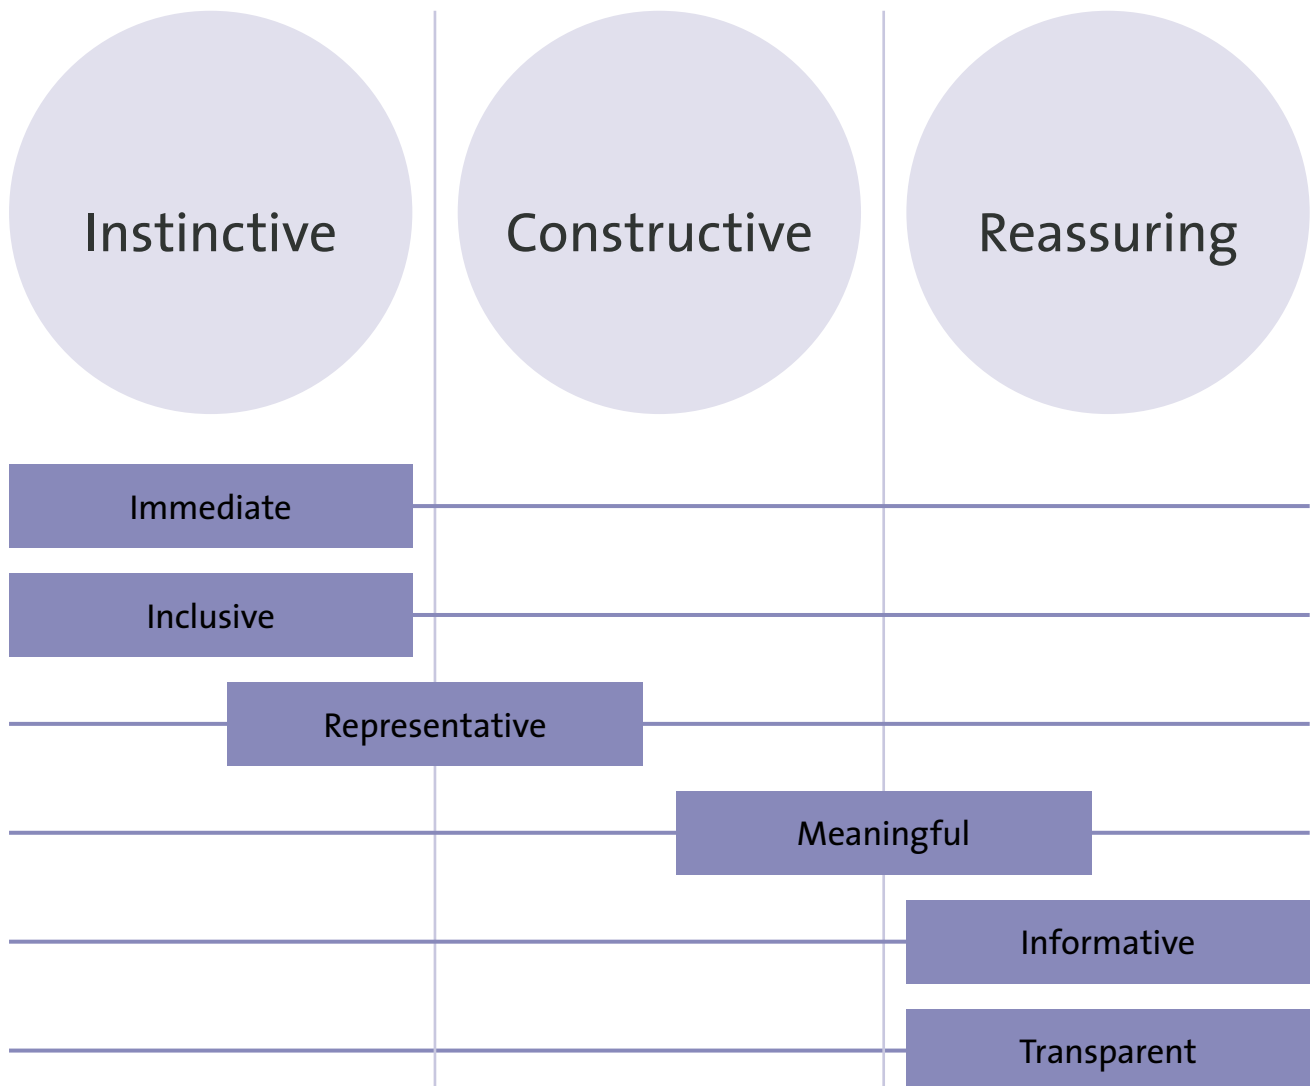 Instinctive
Constructive
Reassuring
Immediate
Inclusive
Representative
Meaningful
Informative
Transparent